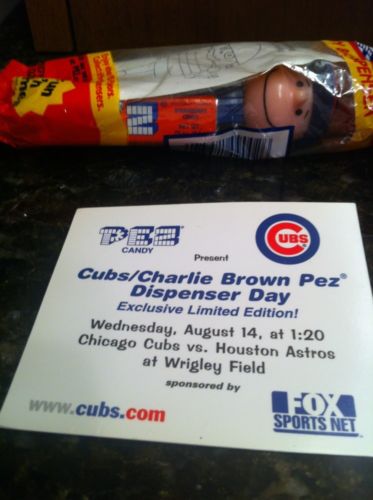 PEZ
CANDY
Present
CUBS
Cubs/Charlie Brown Pez®
Dispenser Day
Exclusive Limited Edition!
Wednesday, August 14, at 1:20
Chicago Cubs vs. Houston Astros
at Wrigley Field
sponsored by
www.cubs.com
FOX
SPORTS NET